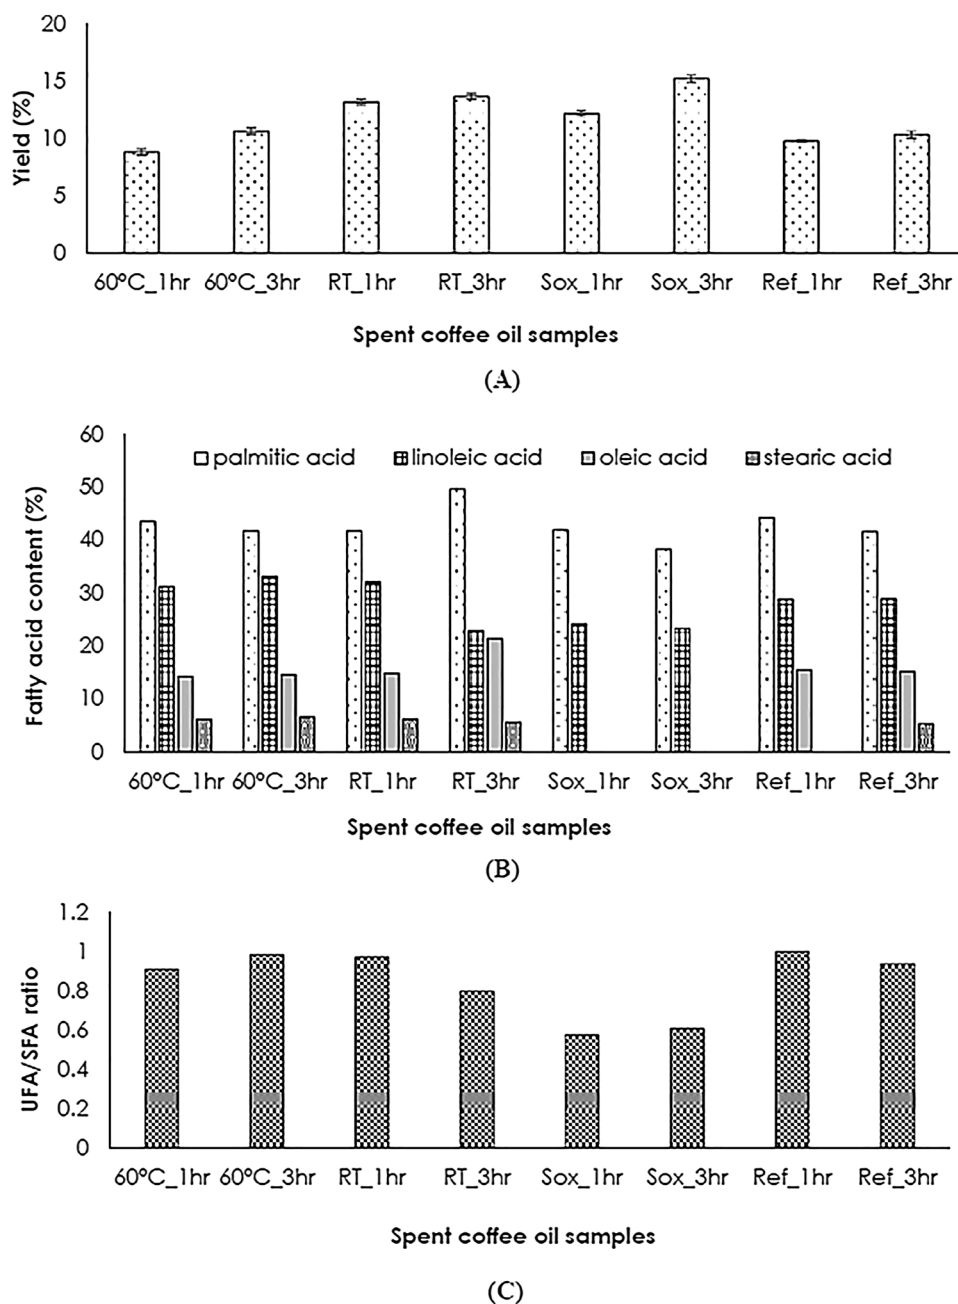 20
15
10
5
0
Yield (%)
60°C_1hr 60°C_3hr RT_1hr RT_3hr Sox_1hr Sox_3hr Ref_1hr Ref_3hr
Spent coffee oil samples
(A)
60
50
40
30
20
10
0
Fatty acid content (%)
palmitic acid linoleic acid oleic acid stearic acid
60°C_1hr 60°C_3hr RT_1hr RT_3hr Sox_1hr Sox_3hr Ref_1hr Ref_3hr
Spent coffee oil samples
(B)
1.2
1
0.8
0.6
0.4
0.2
0
UFA/SFA ratio
60°C_1hr 60°C_3hr RT_1hr RT_3hr Sox_1hr Sox_3hr Ref_1hr Ref_3hr
Spent coffee oil samples
(C)